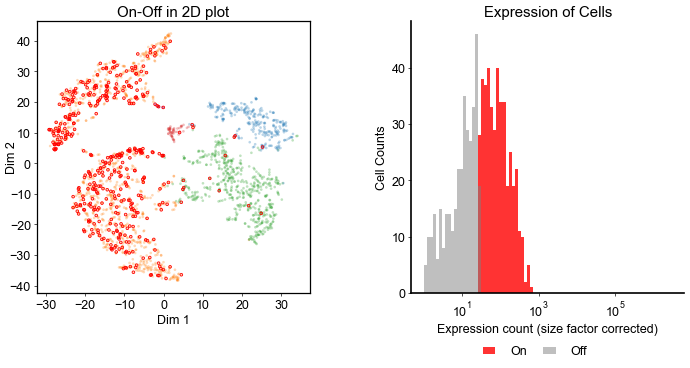 On-Off in 2D plot
40
30
20
10
0
−10
−20
−30
−40
Dim 2
−30 −20 −10 0 10 20 30
Dim 1
Expression of Cells
40
30
20
10
0
Cell Counts
10^1 10^3 10^5
Expression count (size factor corrected)
On Off